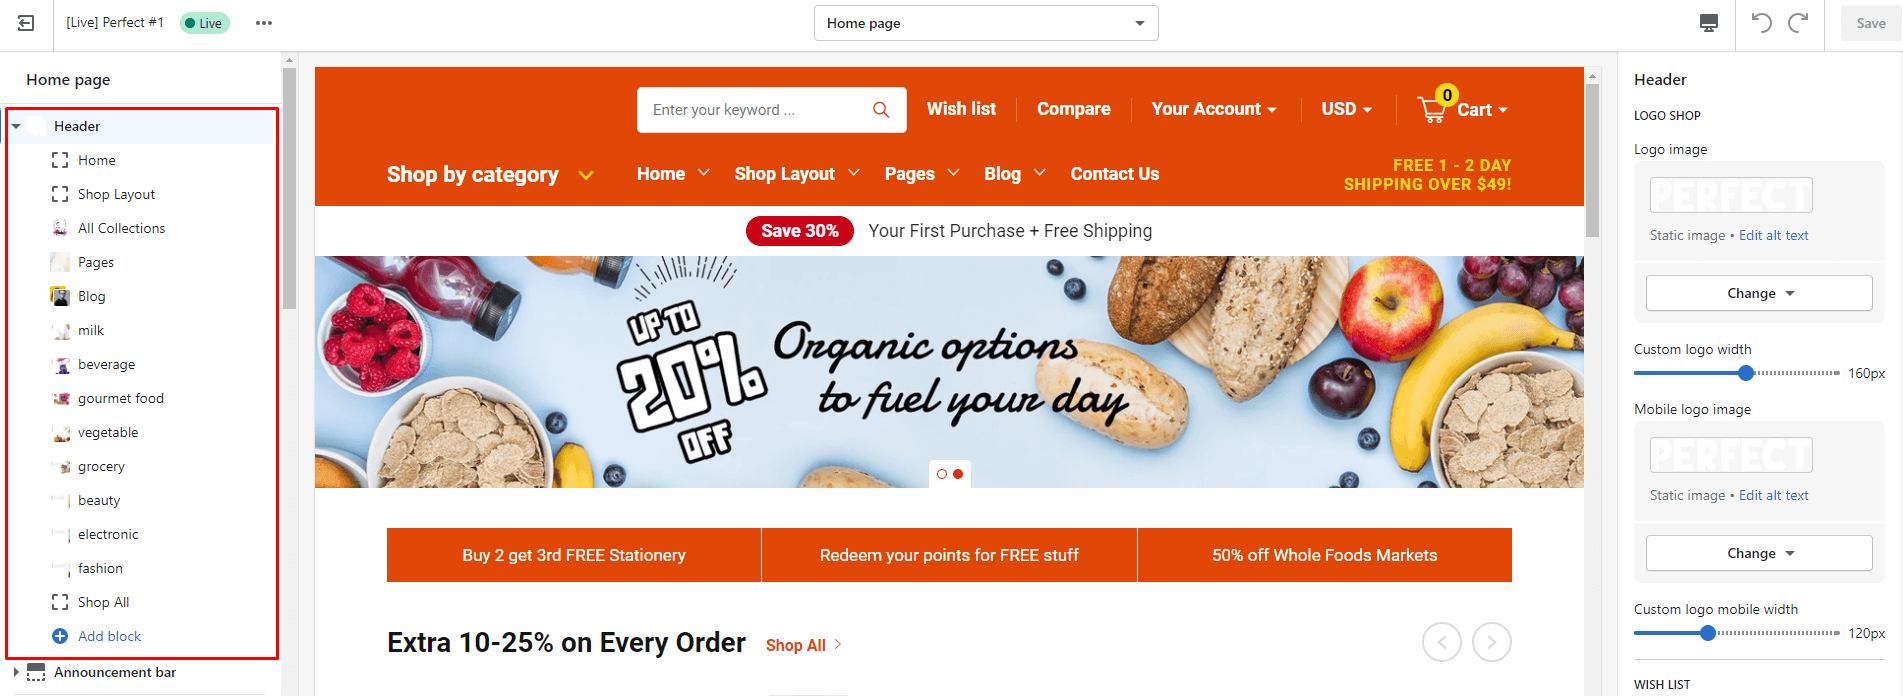 [Live] Perfect #1
Live
Home page
Save
Home page
Header
Home
Shop Layout
All Collections
Pages
Blog
milk
beverage
gourmet food
vegetable
grocery
beauty
electronic
fashion
Shop All
Add block
Announcement bar
Enter your keyword ...
Wish list
Compare
Your Account
USD
0
Cart
Shop by category
Home
Shop Layout
Pages
Blog
Contact Us
FREE 1 - 2 DAY
SHIPPING OVER $49!
Save 30% Your First Purchase + Free Shipping
UP TO
20%
OFF
Organic options
to fuel your day
Buy 2 get 3rd FREE Stationery
Redeem your points for FREE stuff
50% off Whole Foods Markets
Extra 10-25% on Every Order
Shop All
Header
LOGO SHOP
Logo image
PERFECT
Static image • Edit alt text
Change
Custom logo width
160px
Mobile logo image
PERFECT
Static image • Edit alt text
Change
Custom logo mobile width
120px
WISH LIST